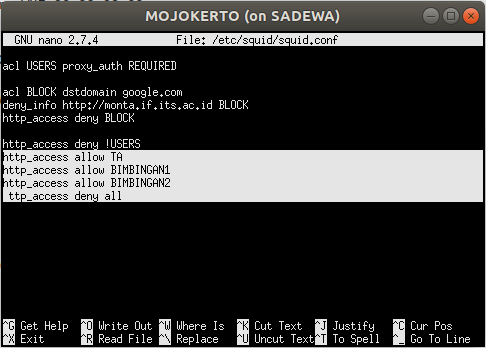 MOJOKERTO (on SADEWA)
GNU nano 2.7.4 File: /etc/squid/squid.conf
acl USERS proxy_auth REQUIRED
acl BLOCK dstdomain google.com
deny_info http://monta.if.its.ac.id BLOCK
http_access deny BLOCK
http_access deny !USERS
http_access allow TA
http_access allow BIMBINGAN1
http_access allow BIMBINGAN2
ttp_access deny all
^G Get Help ^O Write Out ^W Where Is ^K Cut Text ^J Justify ^C Cur Pos
^X Exit ^R Read File ^\ Replace ^U Uncut Text ^T To Spell ^_ Go To Line